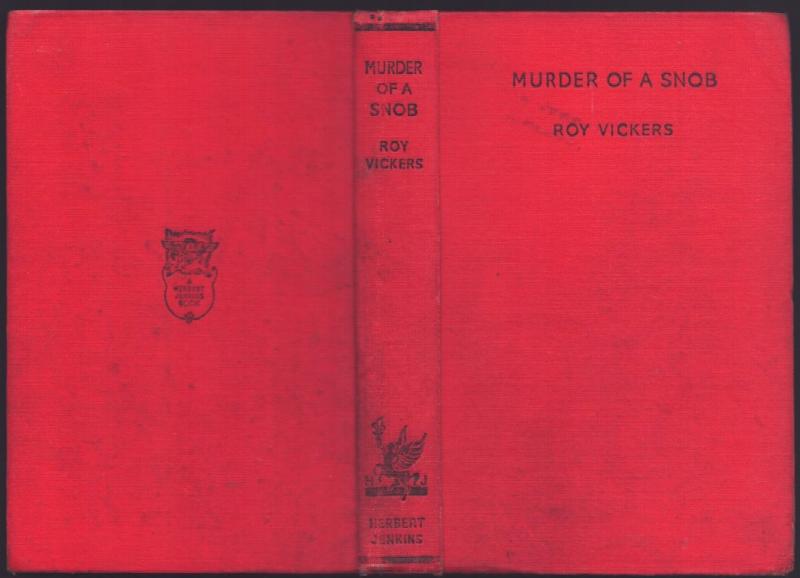 A
HERBERT
JENKINS
BOOK
MURDER
OF A
SNOB
ROY
VICKERS
H J
HERBERT
JENKINS
MURDER OF A SNOB
ROY VICKERS